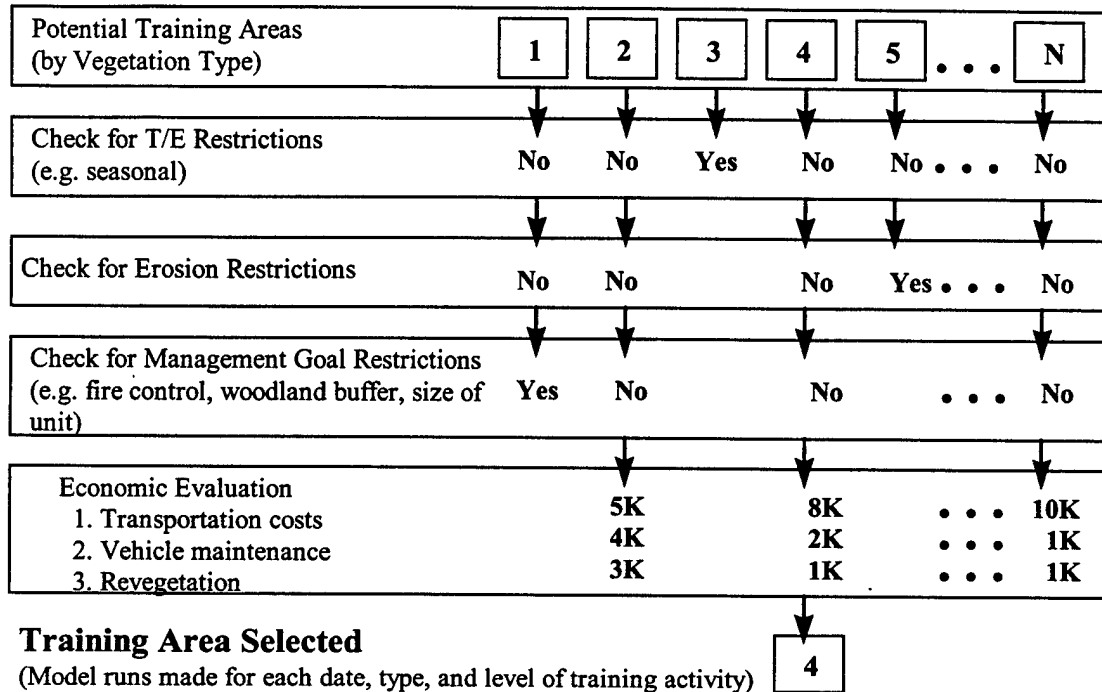 Potential Training Areas
(by Vegetation Type)
1 2 3 4 5 • • • N
Check for T/E Restrictions
(e.g. seasonal)
No No Yes No No • • • No
Check for Erosion Restrictions
No No No Yes • • • No
Check for Management Goal Restrictions
(e.g. fire control, woodland buffer, size of
unit)
Yes No No • • • No
Economic Evaluation
1. Transportation costs
5K 8K • • • 10K
2. Vehicle maintenance
4K 2K • • • 1K
3. Revegetation
3K 1K • • • 1K
Training Area Selected
(Model runs made for each date, type, and level of training activity)
4